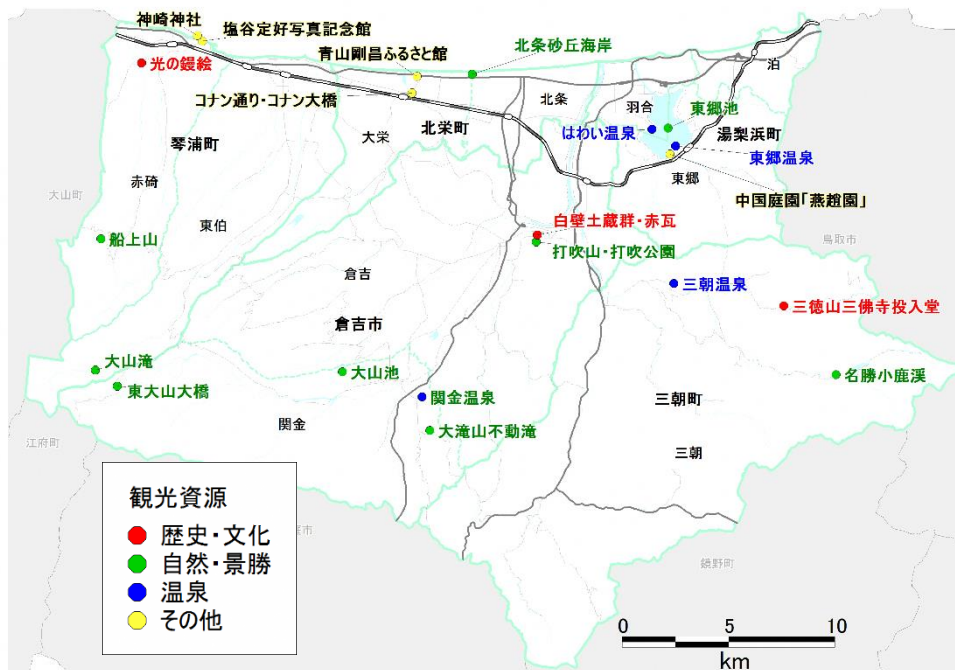 神崎神社
塩谷定好写真記念館
青山剛昌ふるさと館
北条砂丘海岸
光の鏝絵
泊
コナン通り・コナン大橋
北条
羽合
東郷池
大栄
北栄町
はわい温泉
湯梨浜町
琴浦町
東郷温泉
赤碕
東郷
大山町
中国庭園「燕趙園」
東伯
白壁土蔵群・赤瓦
鳥取市
船上山
打吹山・打吹公園
倉吉
三朝温泉
三徳山三佛寺投入堂
倉吉市
大山滝
大山池
名勝小鹿渓
東大山大橋
関金温泉
三朝町
関金
大滝山不動滝
江府町
三朝
観光資源
歴史・文化
自然・景勝
温泉
その他
市
鏡野町
0 5 10
km